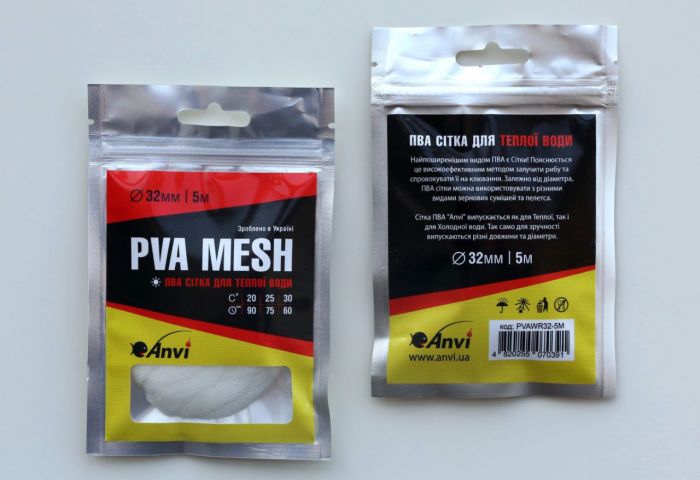 ⌀ 32мм | 5м
Зроблено в Україні
PVA MESH
ПВА СІТКА ДЛЯ ТЕПЛОЇ ВОДИ
C° 20 25 30
90 75 60
Anvi
ПВА СІТКА ДЛЯ ТЕПЛОЇ ВОДИ
Найпоширенішим видом ПВА є Сітки! Пояснюється
це високоефективним методом залучити рибу та
спровокувати її на клювання. Залежно від діаметра,
ПВА сітки можна використовувати з різними
видами зернових сумішей та пелетса.
Сітка ПВА "Anvi" випускається як для Теплої, так і
для Холодної води. Так само для зручності
випускаються різні довжини та діаметри.
⌀ 32мм | 5м
Anvi
www.anvi.ua
код: PVAWR32-5M
4 820255 070391